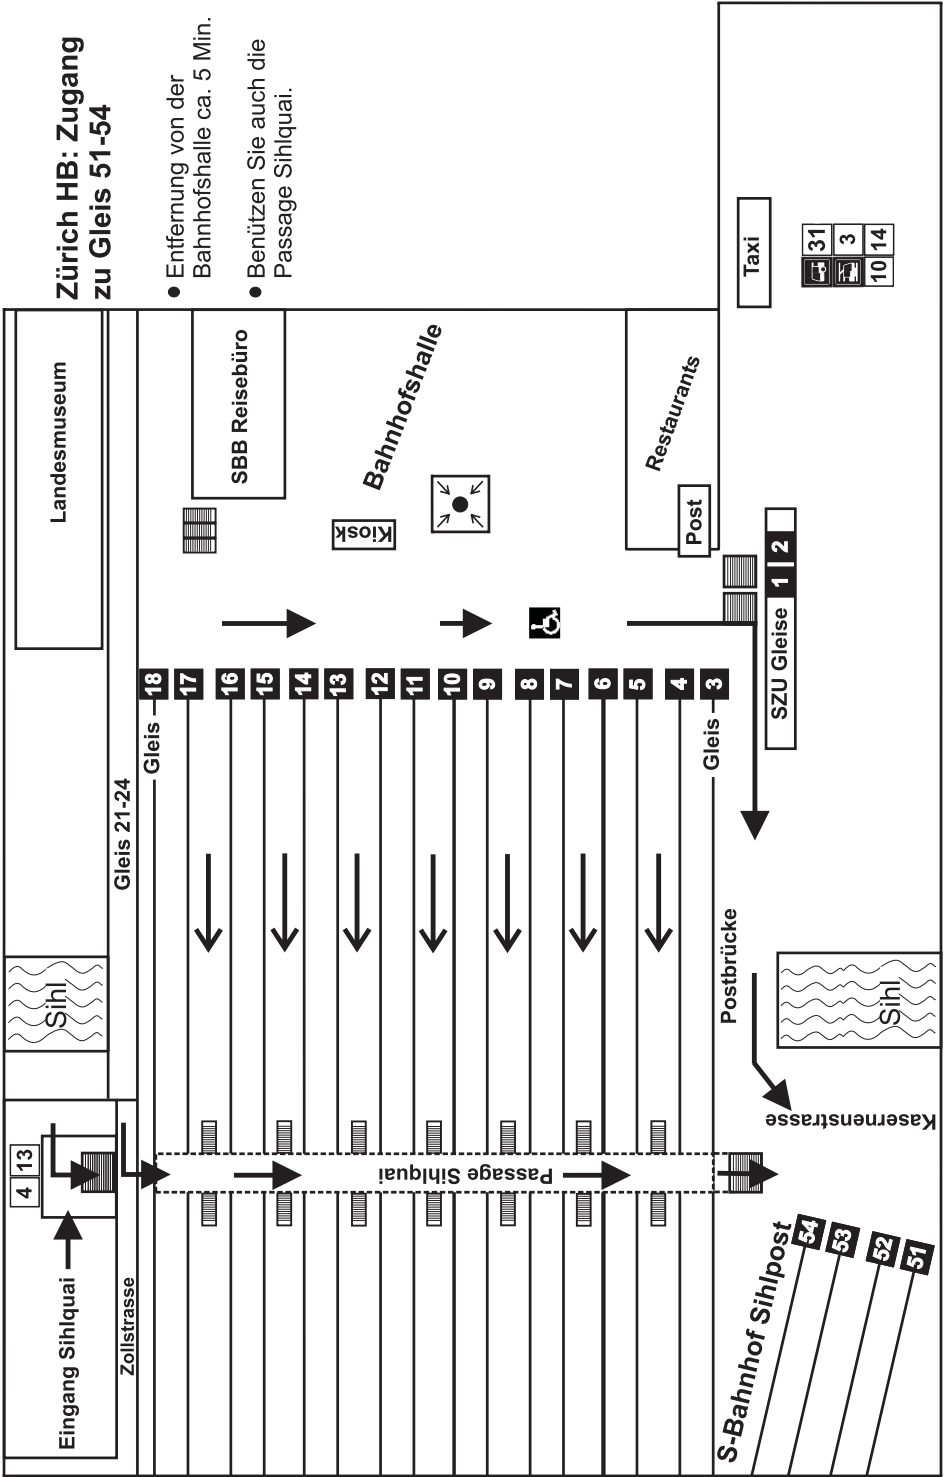 Zürich HB: Zugang
zu Gleis 51-54
● Entfernung von der
Bahnhofshalle ca. 5 Min.
● Benützen Sie auch die
Passage Sihlquai.
Landesmuseum
SBB Reisebüro
Bahnhofshalle
Kiosk
Restaurants
Post
Taxi
31
3
10 14
SZU Gleise 1 | 2
Gleis 21-24
Gleis 18
17
16
15
14
13
12
11
10
9
8
7
6
5
4
Gleis 3
Sihl
Postbrücke
Sihl
Kasernenstrasse
4 13
Eingang Sihlquai
Zollstrasse
Passage Sihlquai
S-Bahnhof Sihlpost
54
53
52
51